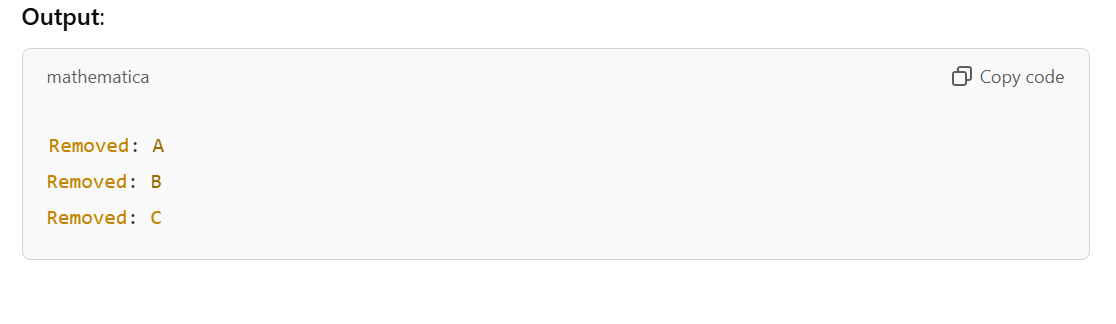 Output:
mathematica
Copy code
Removed: A
Removed: B
Removed: C